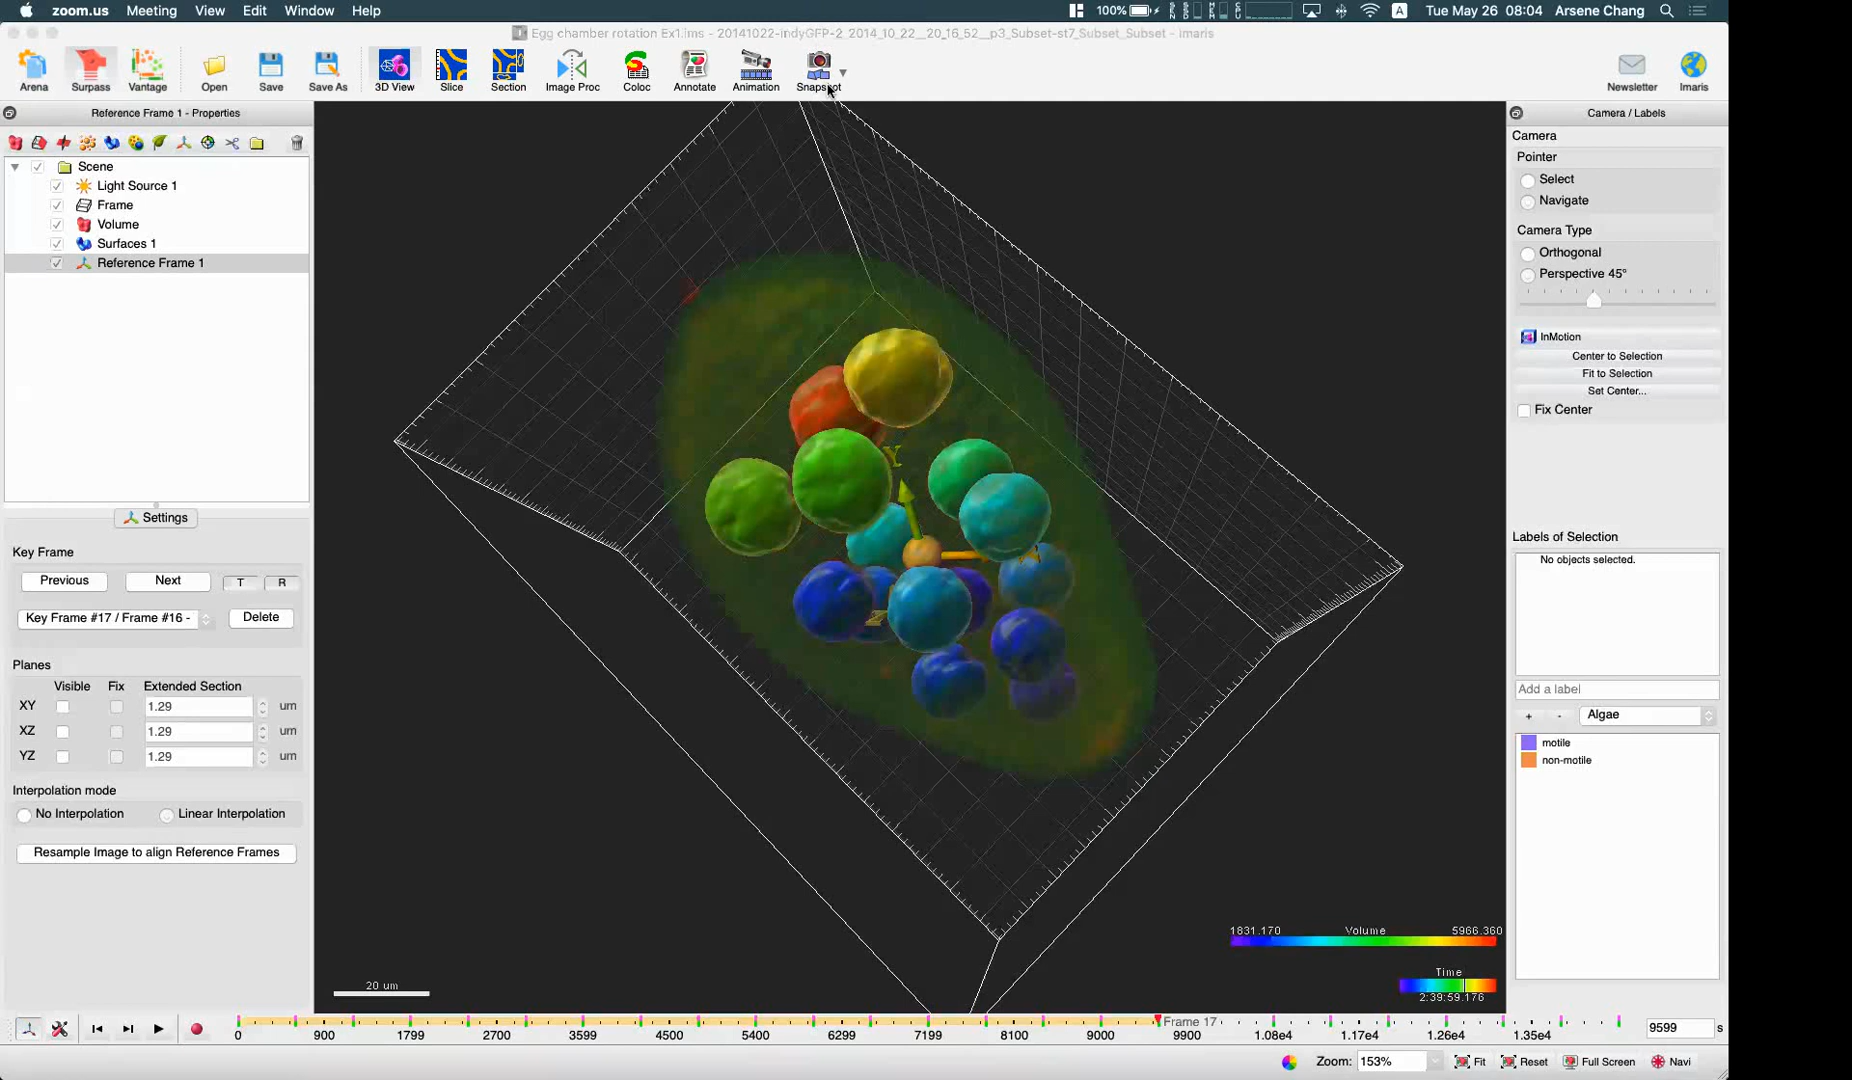 zoom.us Meeting View Edit Window Help 100% Tue May 26 08:04 Arsene Chang
Egg chamber rotation Ex1.ims - 20141022-indyGFP-2_2014_10_22__20_16_52__p3_Subset-st7_Subset_Subset - imaris
Arena Surpass Vantage Open Save Save As 3D View Slice Section Image Proc Coloc Annotate Animation Snapshot Newsletter Imaris
Reference Frame 1 - Properties
Scene
Light Source 1
Frame
Volume
Surfaces 1
Reference Frame 1
Settings
Key Frame
Previous Next T R
Key Frame #17 / Frame #16 - Delete
Planes
Visible Fix Extended Section
XY 1.29 um
XZ 1.29 um
YZ 1.29 um
Interpolation mode
No Interpolation Linear Interpolation
Resample Image to align Reference Frames
1831.170 Volume 5966.360
Time
2:39:59.176
20 um
Camera / Labels
Camera
Pointer
Select
Navigate
Camera Type
Orthogonal
Perspective 45°
InMotion
Center to Selection
Fit to Selection
Set Center...
Fix Center
Labels of Selection
No objects selected.
Add a label
+ - Algae
motile
non-motile
Frame 17
0 900 1799 2700 3599 4500 5400 6299 7199 8100 9000 9900 1.08e4 1.17e4 1.26e4 1.35e4 9599 s
Zoom: 153% Fit Reset Full Screen Navi